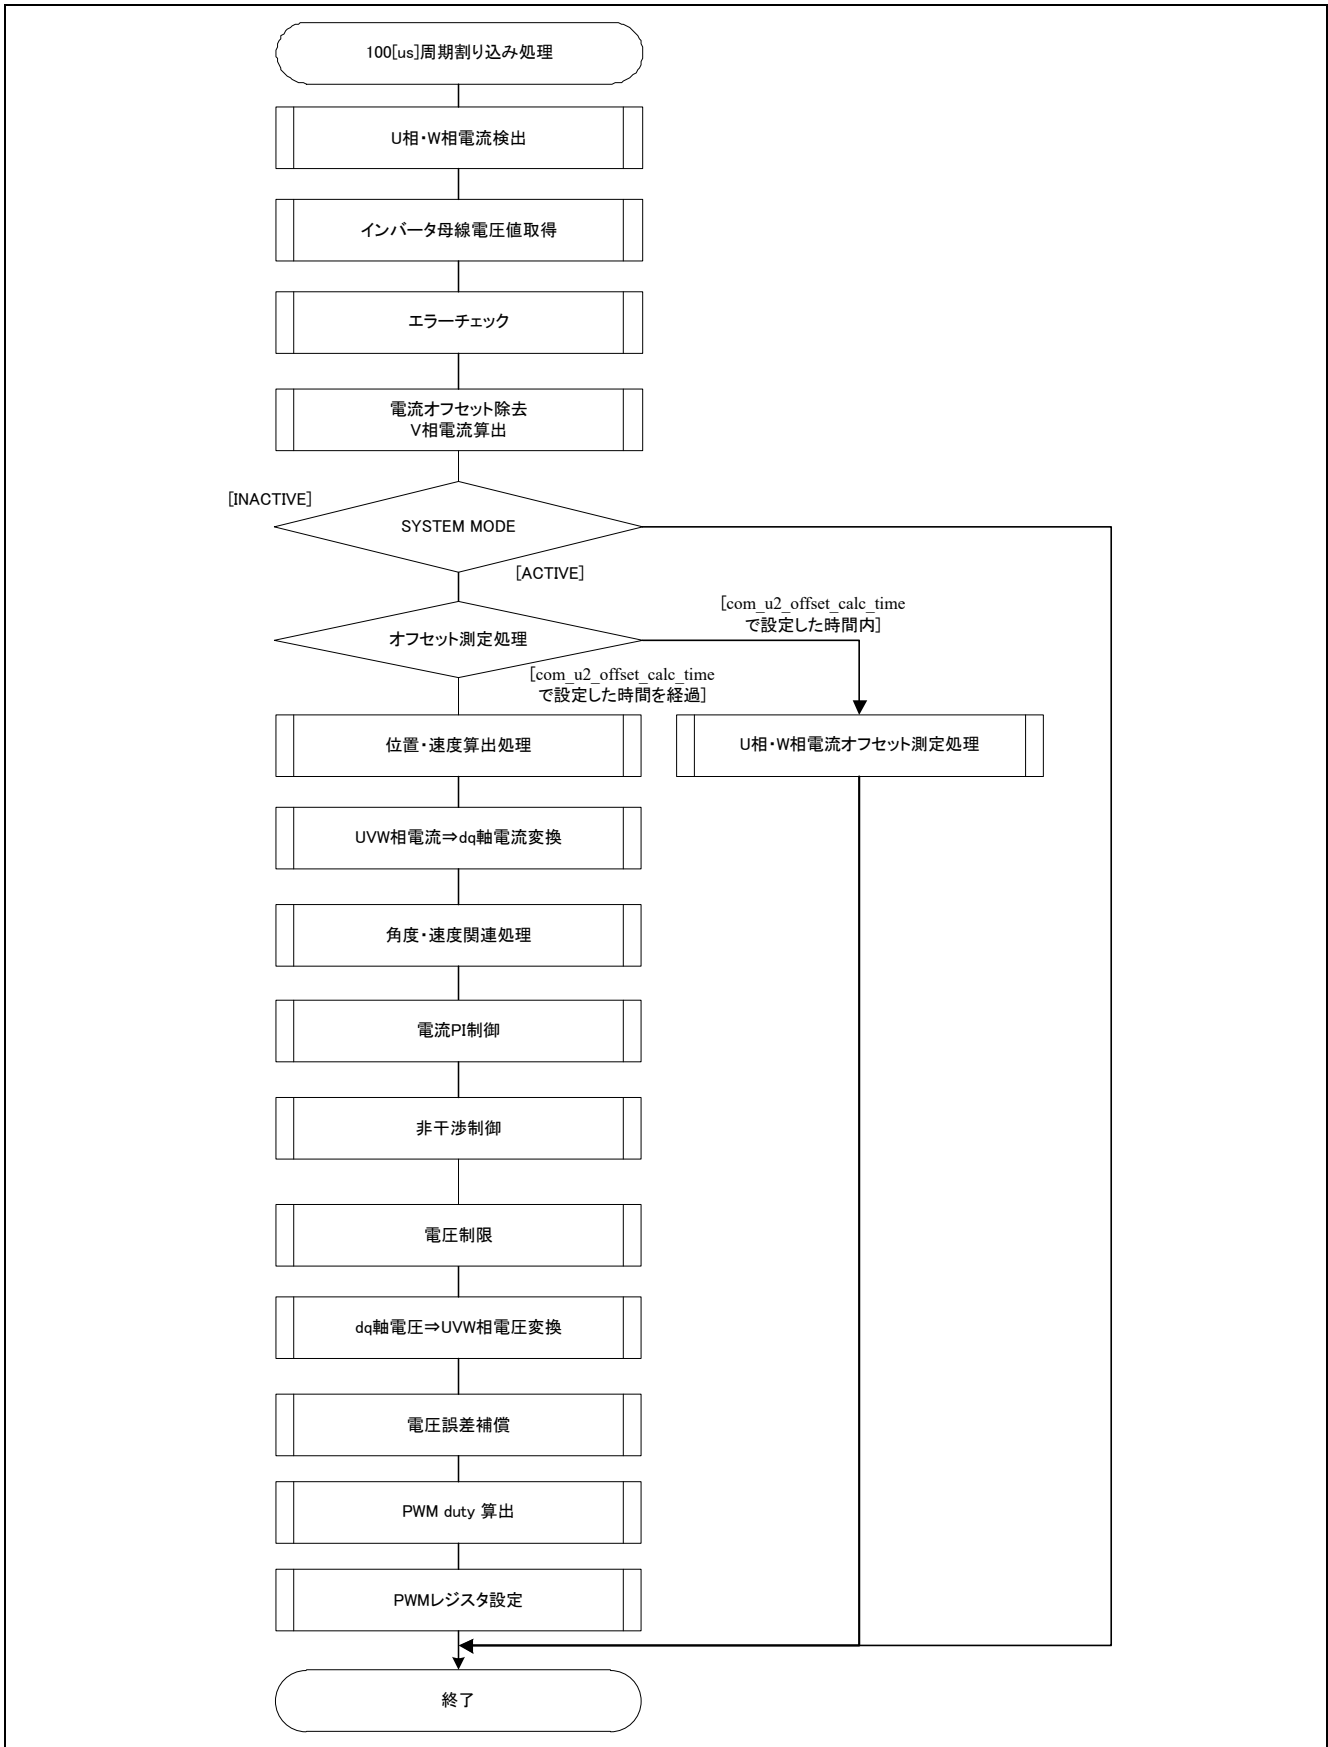 100[us]周期割り込み処理
U相・W相電流検出
インバータ母線電圧値取得
エラーチェック
電流オフセット除去
V相電流算出
[INACTIVE]
SYSTEM MODE
[ACTIVE]
オフセット測定処理
[com_u2_offset_calc_time
で設定した時間内]
[com_u2_offset_calc_time
で設定した時間を経過]
位置・速度算出処理
U相・W相電流オフセット測定処理
UVW相電流⇒dq軸電流変換
角度・速度関連処理
電流PI制御
非干渉制御
電圧制限
dq軸電圧⇒UVW相電圧変換
電圧誤差補償
PWM duty 算出
PWMレジスタ設定
終了